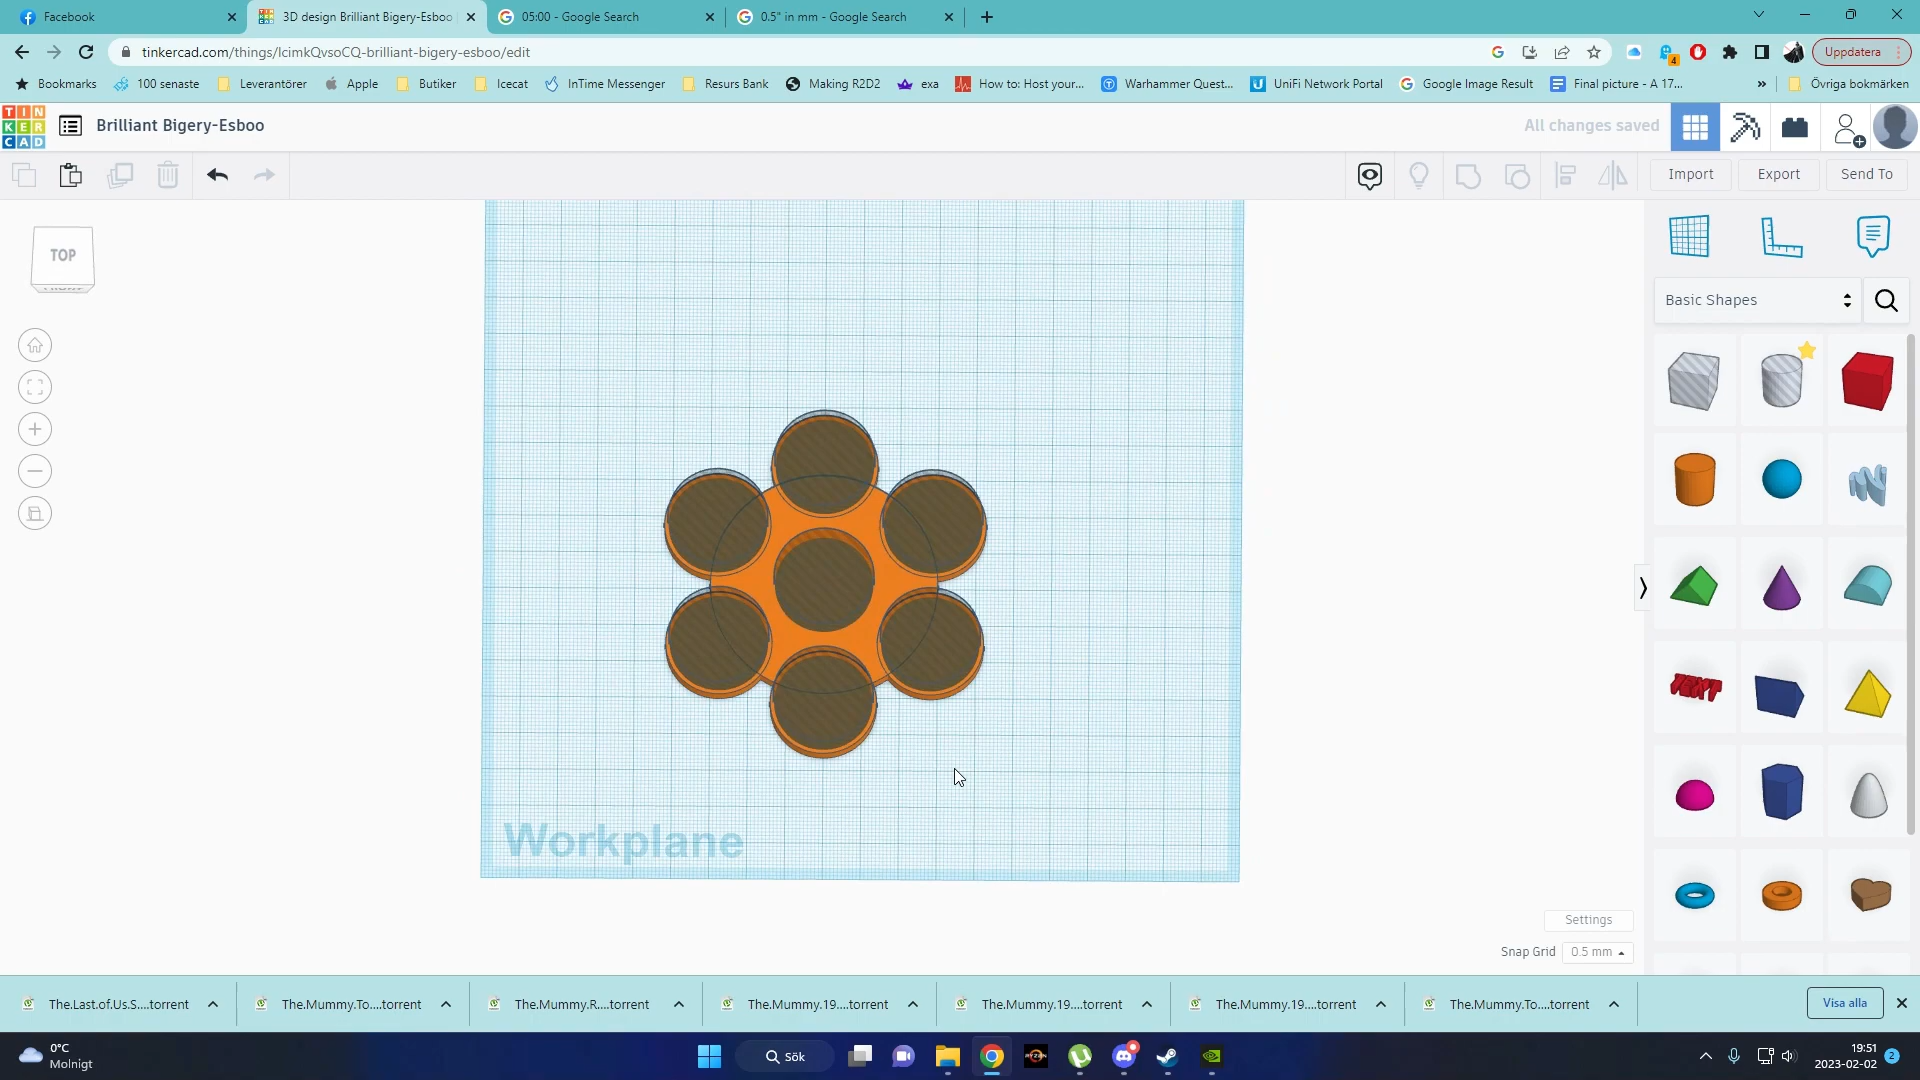 Facebook
3D design Brilliant Bigery-Esboo
05:00 - Google Search
0.5" in mm - Google Search
tinkercad.com/things/lcimkQvsoCQ-brilliant-bigery-esboo/edit
4
Uppdatera
Bookmarks
100 senaste
Leverantörer
Apple
Butiker
Icecat
InTime Messenger
Resurs Bank
Making R2D2
exa
How to: Host your...
Warhammer Quest...
UniFi Network Portal
Google Image Result
Final picture - A 17...
»
Övriga bokmärken
TIN
KER
CAD
Brilliant Bigery-Esboo
All changes saved
Import
Export
Send To
TOP
Basic Shapes
TEXT
Workplane
Settings
Snap Grid
0.5 mm
The.Last.of.Us.S....torrent
The.Mummy.To....torrent
The.Mummy.R....torrent
The.Mummy.19....torrent
The.Mummy.19....torrent
The.Mummy.19....torrent
The.Mummy.To....torrent
Visa alla
0°C
Molnigt
Sök
RYZEN
19:51
2023-02-02
2